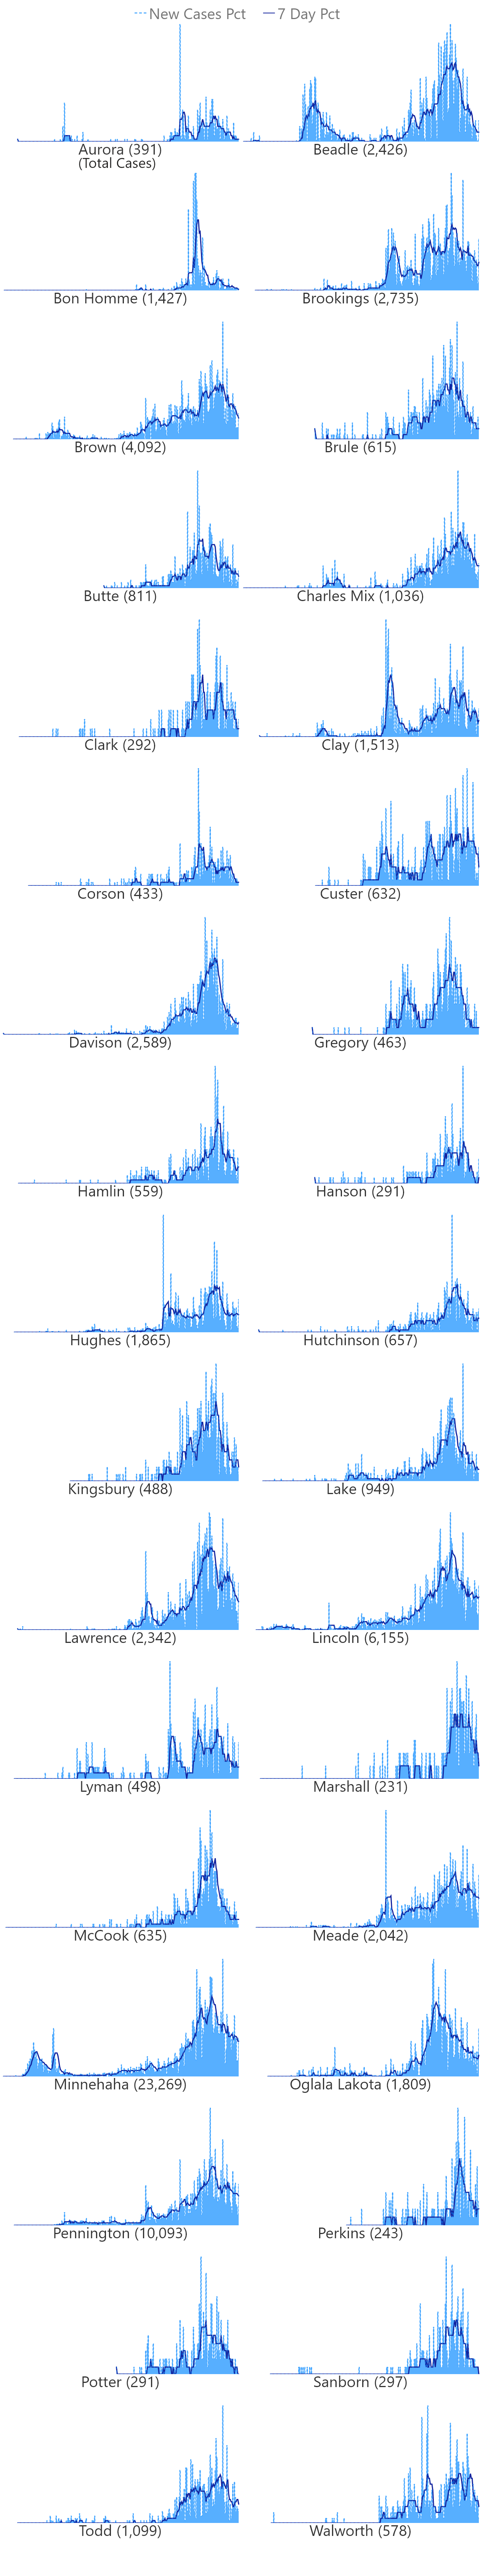 New Cases Pct 7 Day Pct
Aurora (391)
(Total Cases)
Beadle (2,426)
Bon Homme (1,427)
Brookings (2,735)
Brown (4,092)
Brule (615)
Butte (811)
Charles Mix (1,036)
Clark (292)
Clay (1,513)
Corson (433)
Custer (632)
Davison (2,589)
Gregory (463)
Hamlin (559)
Hanson (291)
Hughes (1,865)
Hutchinson (657)
Kingsbury (488)
Lake (949)
Lawrence (2,342)
Lincoln (6,155)
Lyman (498)
Marshall (231)
McCook (635)
Meade (2,042)
Minnehaha (23,269)
Oglala Lakota (1,809)
Pennington (10,093)
Perkins (243)
Potter (291)
Sanborn (297)
Todd (1,099)
Walworth (578)